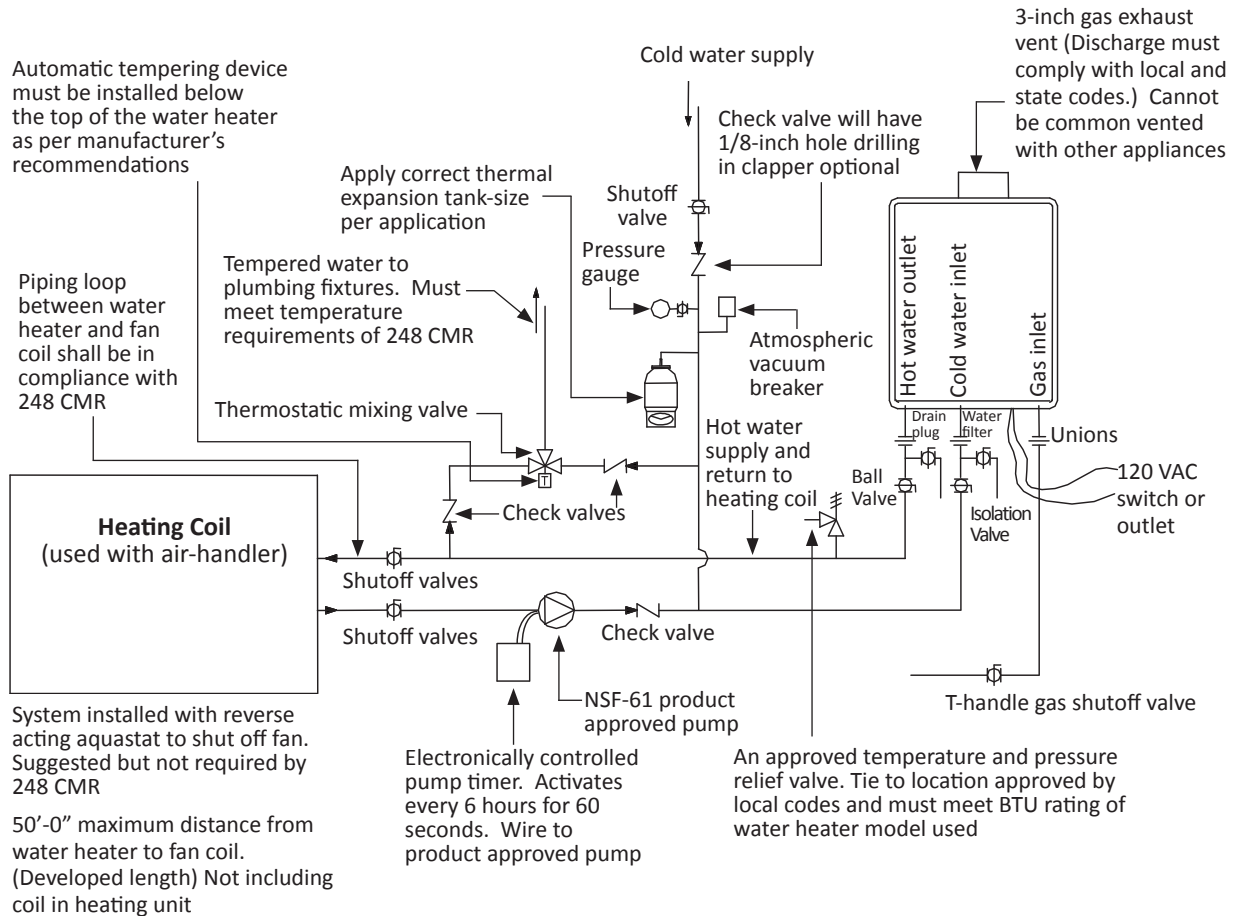 3-inch gas exhaust
vent (Discharge must
comply with local and
state codes.) Cannot
be common vented
with other appliances
Cold water supply
Automatic tempering device
must be installed below
the top of the water heater
as per manufacturer's
recommendations
Check valve will have
1/8-inch hole drilling
in clapper optional
Apply correct thermal
expansion tank-size
per application
Shutoff
valve
Pressure
gauge
Tempered water to
plumbing fixtures. Must
meet temperature
requirements of 248 CMR
Piping loop
between water
heater and fan
coil shall be in
compliance with
248 CMR
Atmospheric
vacuum
breaker
Hot water outlet
Cold water inlet
Gas inlet
Thermostatic mixing valve
Drain
plug
Water
filter
Unions
Hot water
supply and
return to
heating coil
Ball
Valve
120 VAC
switch or
outlet
Isolation
Valve
T
Check valves
Heating Coil
(used with air-handler)
Shutoff valves
Shutoff valves
Check valve
T-handle gas shutoff valve
NSF-61 product
approved pump
System installed with reverse
acting aquastat to shut off fan.
Suggested but not required by
248 CMR
Electronically controlled
pump timer. Activates
every 6 hours for 60
seconds. Wire to
product approved pump
An approved temperature and pressure
relief valve. Tie to location approved by
local codes and must meet BTU rating of
water heater model used
50'-0" maximum distance from
water heater to fan coil.
(Developed length) Not including
coil in heating unit